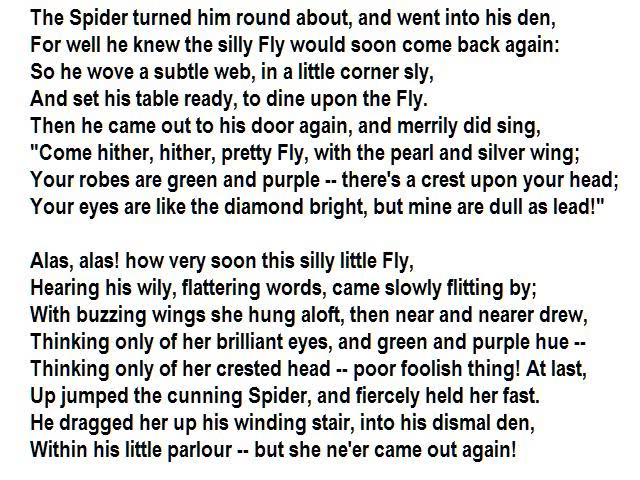 The Spider turned him round about, and went into his den,
For well he knew the silly Fly would soon come back again:
So he wove a subtle web, in a little corner sly,
And set his table ready, to dine upon the Fly.
Then he came out to his door again, and merrily did sing,
"Come hither, hither, pretty Fly, with the pearl and silver wing;
Your robes are green and purple -- there's a crest upon your head;
Your eyes are like the diamond bright, but mine are dull as lead!"

Alas, alas! how very soon this silly little Fly,
Hearing his wily, flattering words, came slowly flitting by;
With buzzing wings she hung aloft, then near and nearer drew,
Thinking only of her brilliant eyes, and green and purple hue --
Thinking only of her crested head -- poor foolish thing! At last,
Up jumped the cunning Spider, and fiercely held her fast.
He dragged her up his winding stair, into his dismal den,
Within his little parlour -- but she ne'er came out again!